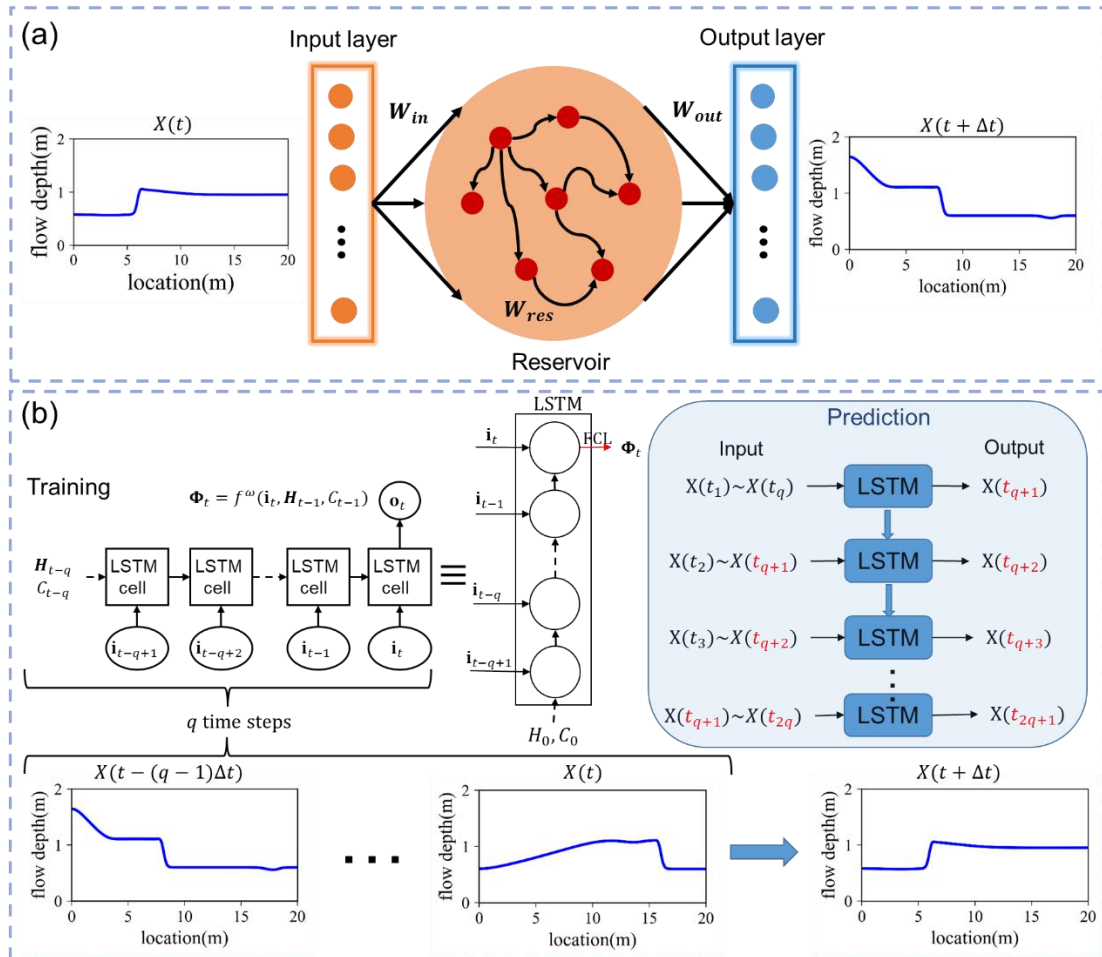 (a)
Input layer
Output layer
W_in
W_out
X(t)
flow depth(m)
2
1
0
0 5 10 15 20
location(m)
W_res
Reservoir
X(t + Δt)
flow depth(m)
2
1
0
0 5 10 15 20
location(m)
(b)
Training
Φ_t = f^ω(i_t, H_{t-1}, C_{t-1})
o_t
H_{t-q}
C_{t-q}
LSTM cell
LSTM cell
LSTM cell
LSTM cell
i_{t-q+1}
i_{t-q+2}
i_{t-1}
i_t
≡
q time steps
LSTM
i_t
FCL
Φ_t
i_{t-1}
i_{t-q}
i_{t-q+1}
H_0, C_0
Prediction
Input
Output
X(t_1)~X(t_q)
LSTM
X(t_{q+1})
X(t_2)~X(t_{q+1})
LSTM
X(t_{q+2})
X(t_3)~X(t_{q+2})
LSTM
X(t_{q+3})
X(t_{q+1})~X(t_{2q})
LSTM
X(t_{2q+1})
X(t − (q − 1)Δt)
flow depth(m)
2
1
0
0 5 10 15 20
location(m)
X(t)
flow depth(m)
2
1
0
0 5 10 15 20
location(m)
X(t + Δt)
flow depth(m)
2
1
0
0 5 10 15 20
location(m)